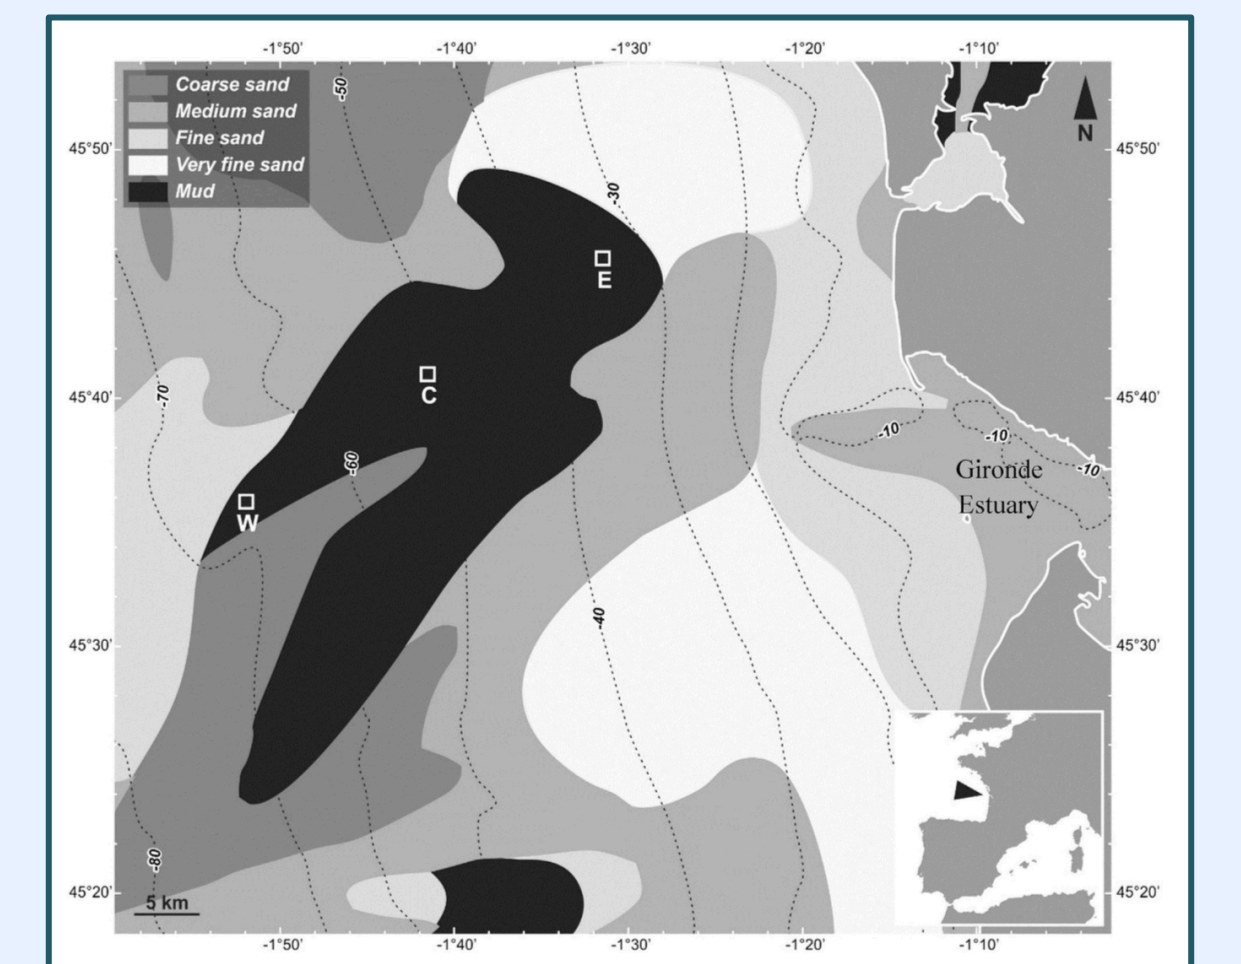 -1°50' -1°40' -1°30' -1°20' -1°10'
Coarse sand
Medium sand
Fine sand
Very fine sand
Mud
-50
N
45°50' 45°50'
-30
E
C
45°40' 45°40'
-70
-10
-10
-10
-60
Gironde
Estuary
W
-40
45°30' 45°30'
-80
45°20' 45°20'
5 km
-1°50' -1°40' -1°30' -1°20' -1°10'